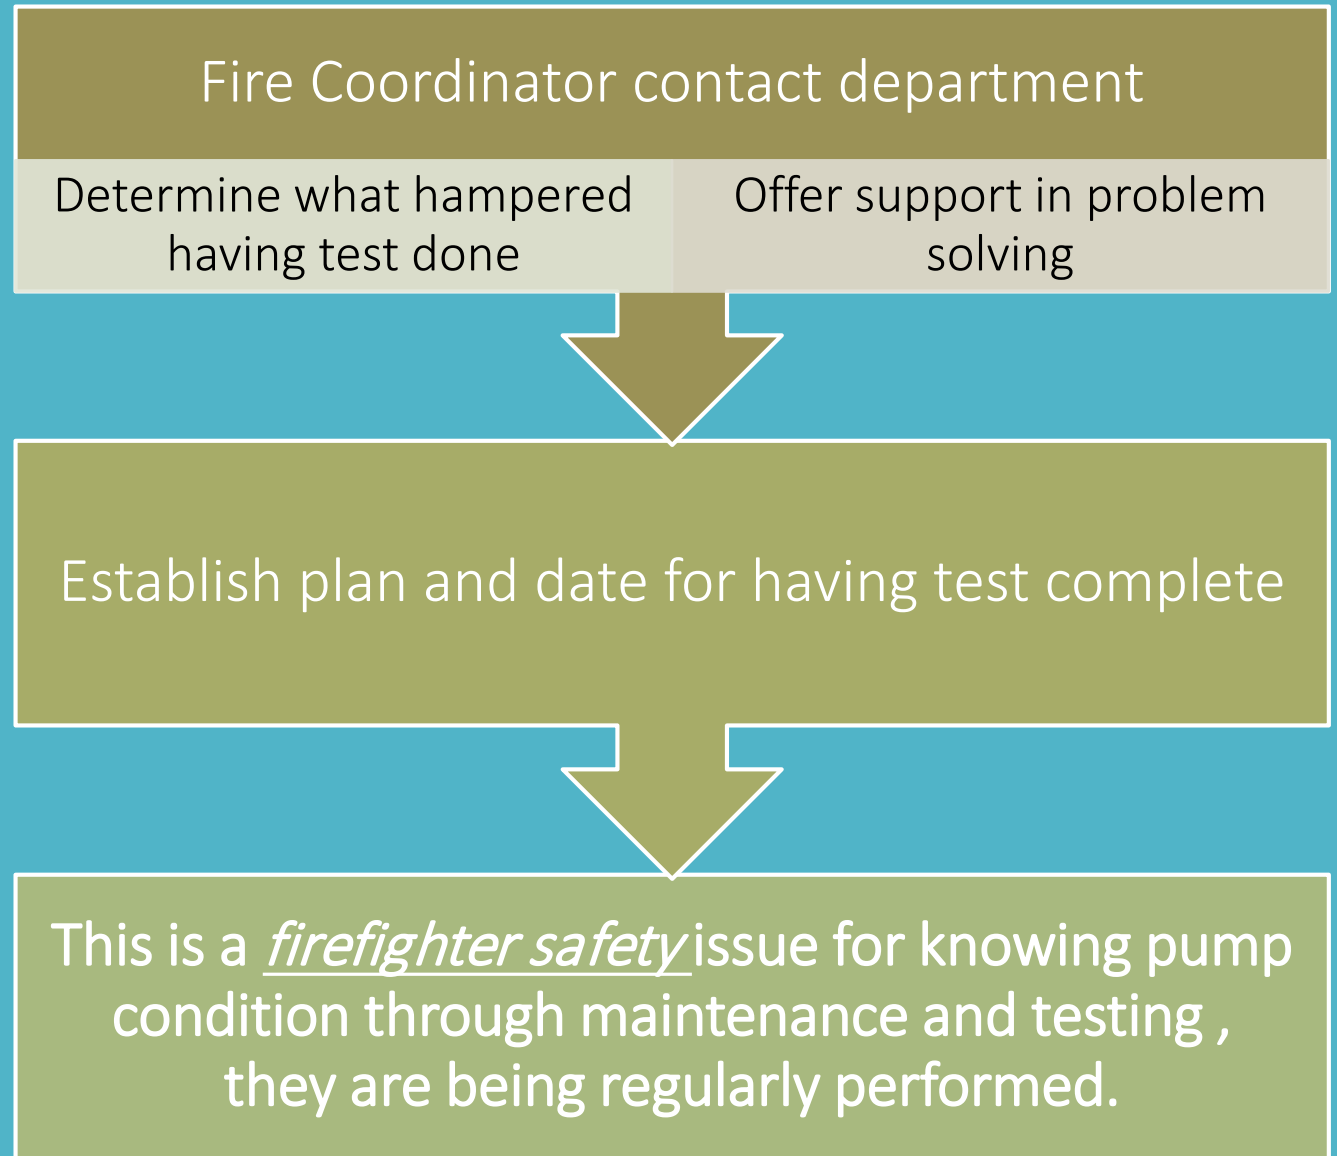 Fire Coordinator contact department
Determine what hampered
having test done
Offer support in problem
solving
Establish plan and date for having test complete
This is a firefighter safety issue for knowing pump
condition through maintenance and testing ,
they are being regularly performed.